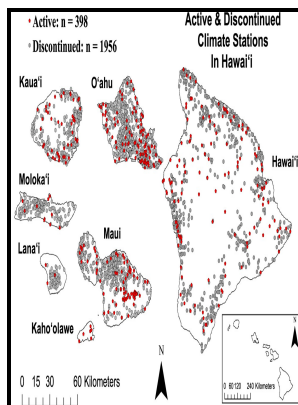 Active: n = 398
Discontinued: n = 1956
Active & Discontinued
Climate Stations
In Hawai'i
Kaua'i
O'ahu
Hawai'i
Moloka'i
Maui
Lana'i
Kaho'olawe
N
N
0 15 30 60 Kilometers
0 60 120 240 Kilometers